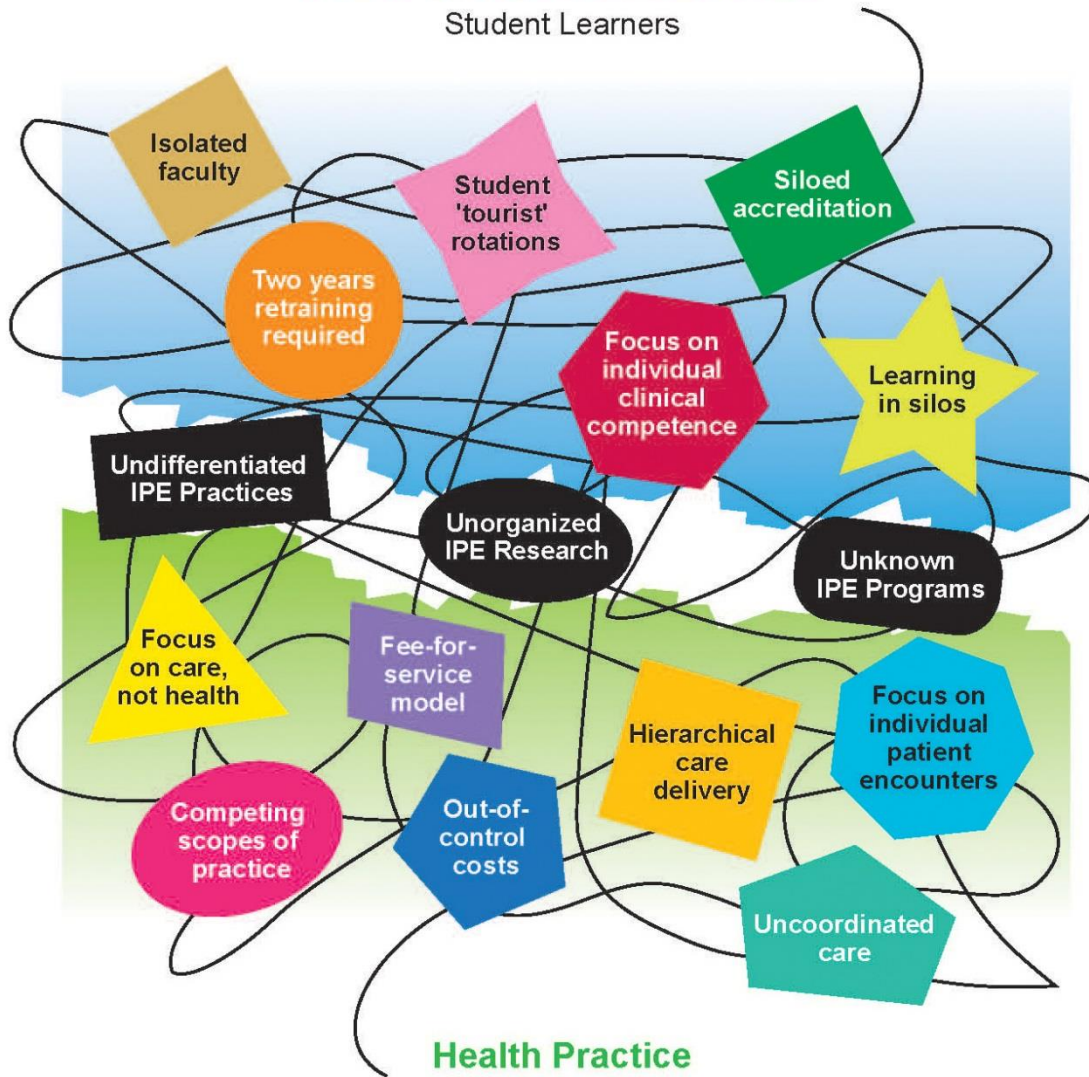 Student Learners
Isolated
faculty
Student
'tourist'
rotations
Siloed
accreditation
Two years
retraining
required
Focus on
individual
clinical
competence
Learning
in silos
Undifferentiated
IPE Practices
Unorganized
IPE Research
Unknown
IPE Programs
Focus
on care,
not health
Fee-for-
service
model
Hierarchical
care
delivery
Focus on
individual
patient
encounters
Competing
scopes of
practice
Out-of-
control
costs
Uncoordinated
care
Health Practice